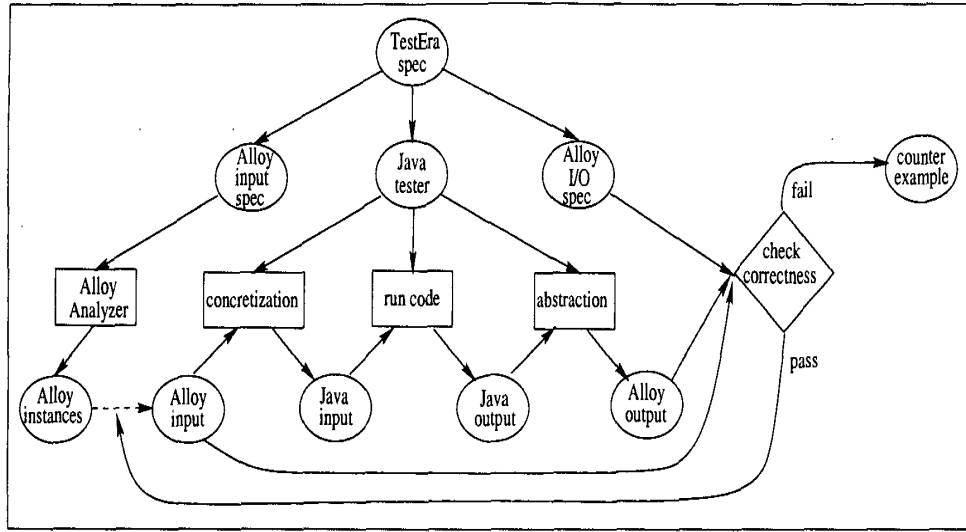 TestEra
spec
Alloy
input
spec
Java
tester
Alloy
I/O
spec
counter
example
fail
check
correctness
Alloy
Analyzer
concretization
run code
abstraction
pass
Alloy
instances
Alloy
input
Java
input
Java
output
Alloy
output